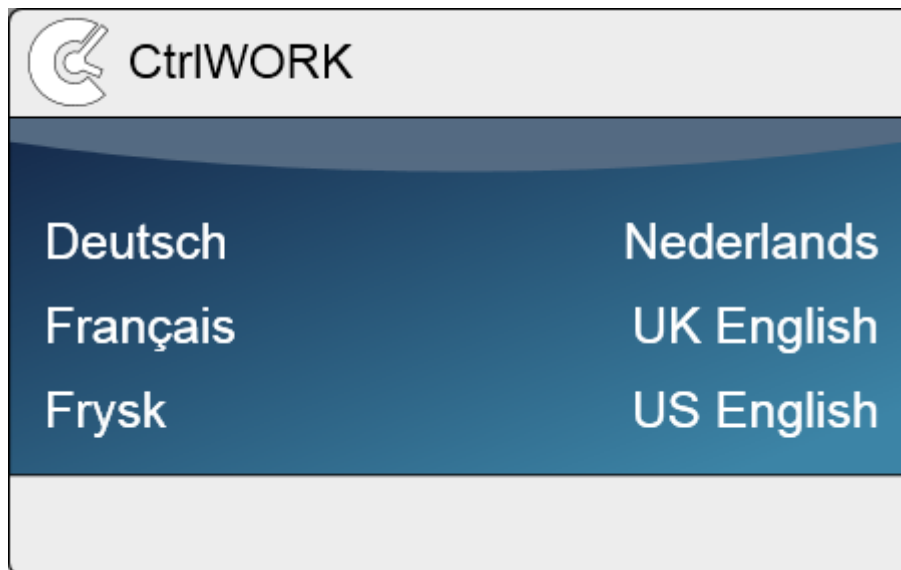 CtrlWORK
Deutsch
Nederlands
Français
UK English
Frysk
US English